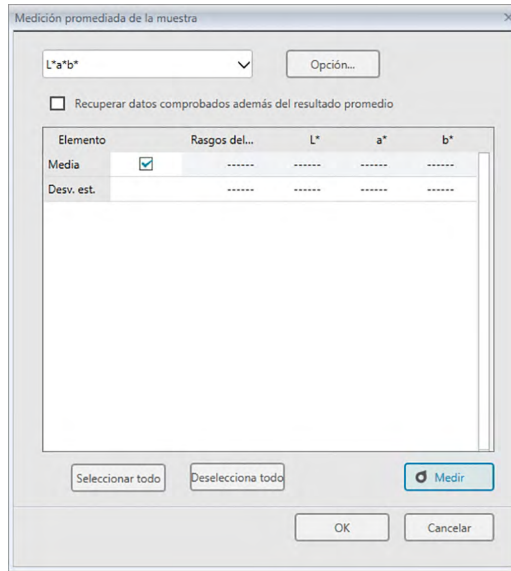 Medición promediada de la muestra
L*a*b*
Opción...
Recuperar datos comprobados además del resultado promedio
Elemento Rasgos del... L* a* b*
Media ------ ------ ------ ------
Desv. est. ------ ------ ------ ------
Seleccionar todo Deselecciona todo Medir
OK Cancelar